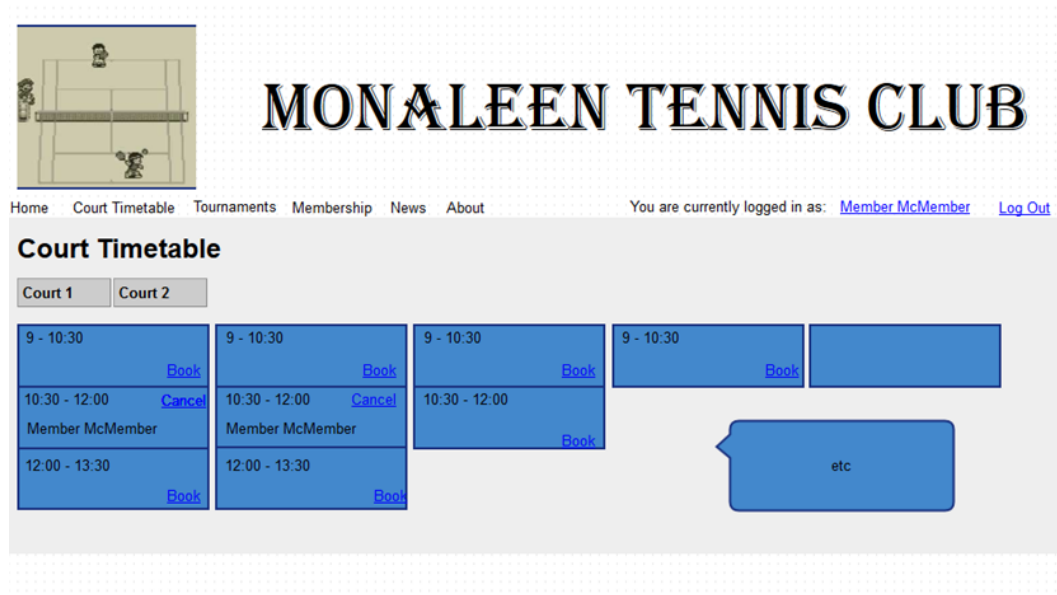 MONALEEN TENNIS CLUB
Home Court Timetable Tournaments Membership News About You are currently logged in as: Member McMember Log Out
Court Timetable
Court 1 Court 2
9 - 10:30 9 - 10:30 9 - 10:30 9 - 10:30
Book Book Book Book
10:30 - 12:00 Cancel 10:30 - 12:00 Cancel 10:30 - 12:00
Member McMember Member McMember
Book
12:00 - 13:30 12:00 - 13:30
etc
Book Book